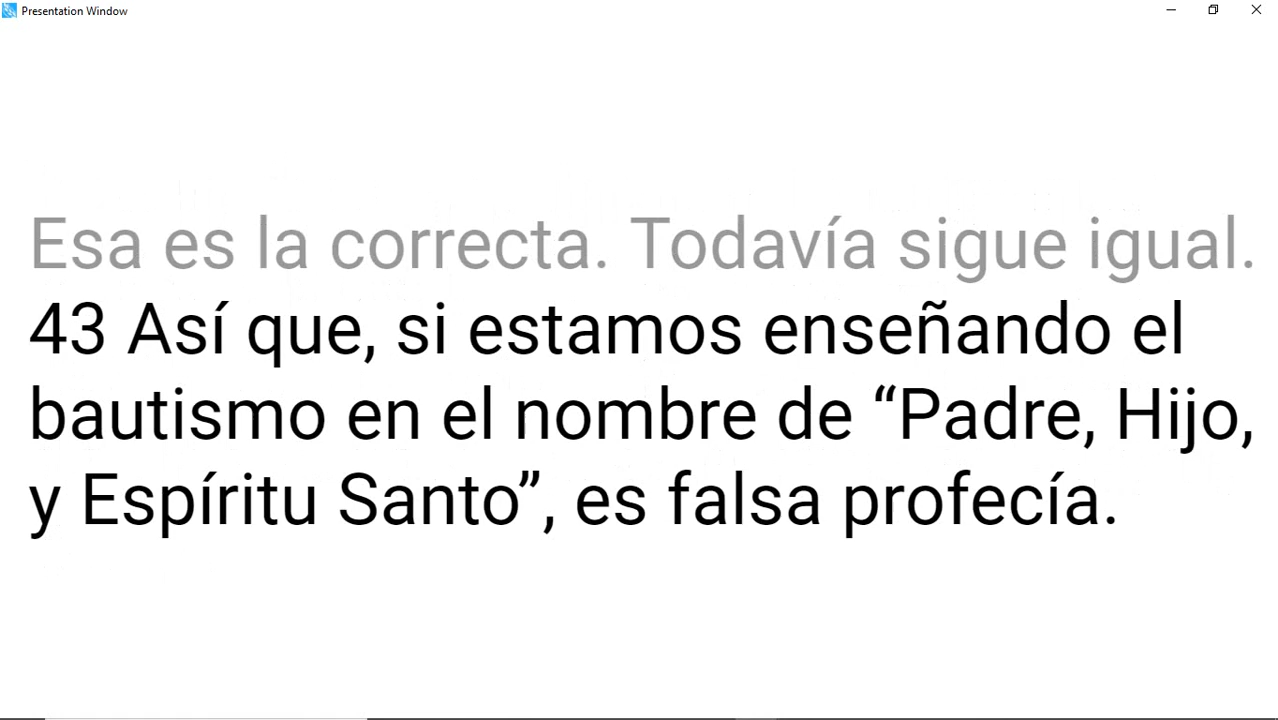 Presentation Window
Esa es la correcta. Todavía sigue igual.
43 Así que, si estamos enseñando el
bautismo en el nombre de “Padre, Hijo,
y Espíritu Santo”, es falsa profecía.